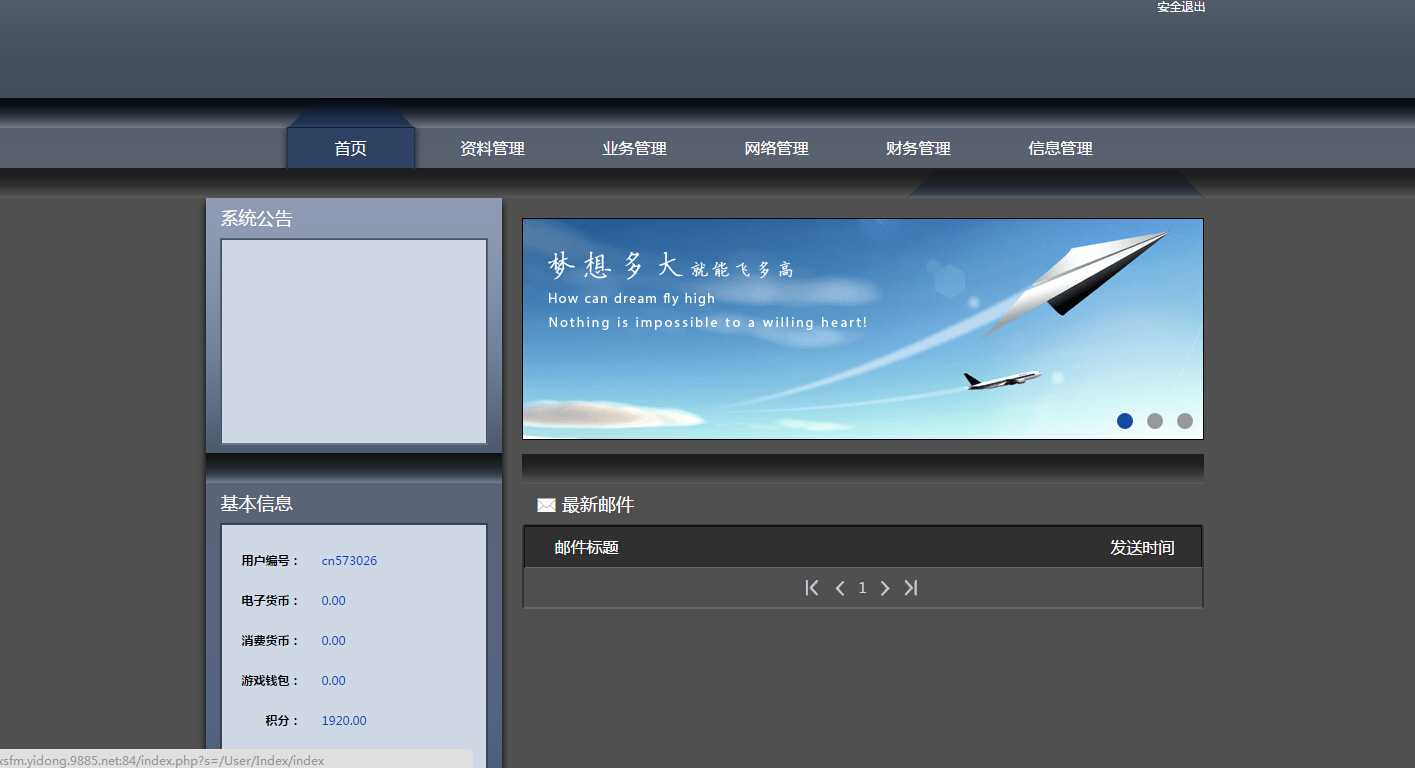 安全退出
首页 资料管理 业务管理 网络管理 财务管理 信息管理
系统公告
梦想多大就能飞多高
How can dream fly high
Nothing is impossible to a willing heart!
基本信息
用户编号： cn573026
电子货币： 0.00
消费货币： 0.00
游戏钱包： 0.00
积分： 1920.00
最新邮件
邮件标题 发送时间
1
xsfm.yidong.9885.net:84/index.php?s=/User/Index/index